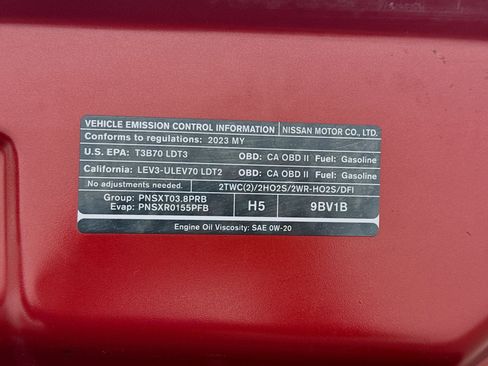 VEHICLE EMISSION CONTROL INFORMATION NISSAN MOTOR CO., LTD.
Conforms to regulations: 2023 MY
U.S. EPA: T3B70 LDT3 OBD: CA OBD II Fuel: Gasoline
California: LEV3-ULEV70 LDT2 OBD: CA OBD II Fuel: Gasoline
No adjustments needed. 2TWC(2)/2HO2S/2WR-HO2S/DFI
Group: PNSXT03.8PRB H5 9BV1B
Evap: PNSXR0155PFB
Engine Oil Viscosity: SAE 0W-20